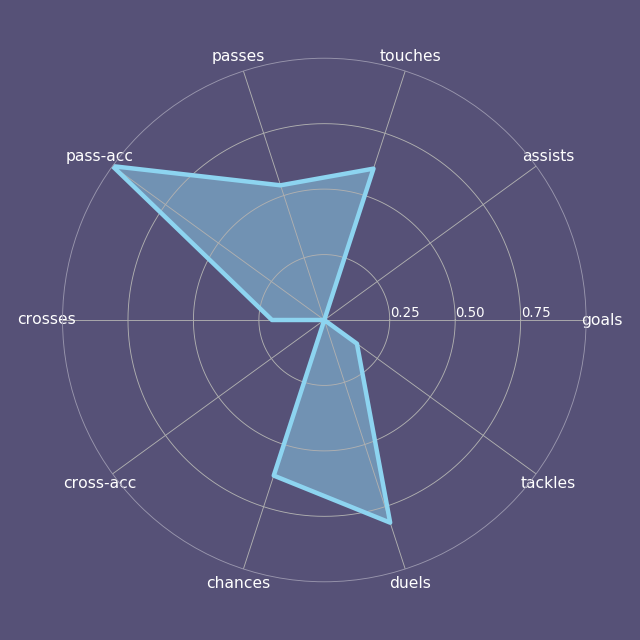 passes
touches
pass-acc
assists
crosses
0.25
0.50
0.75
goals
cross-acc
tackles
chances
duels